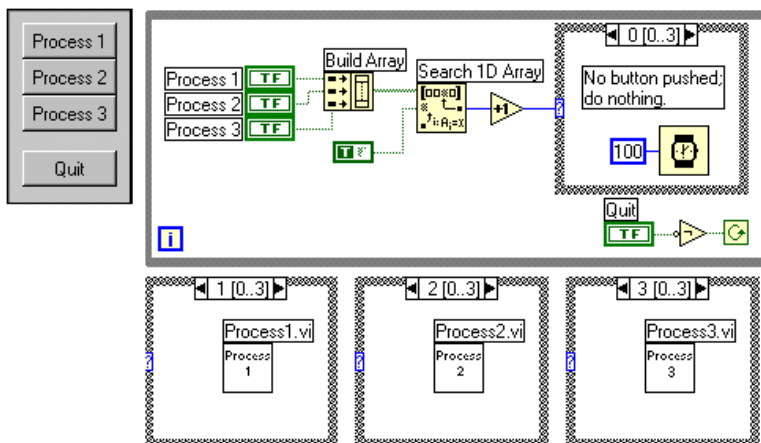 Process 1
Process 2
Process 3
Quit
0 [0..3]
Build Array
Search 1D Array
Process 1 TF
Process 2 TF
Process 3 TF
No button pushed;
do nothing.
+1
?
100
T
i:A¡=X
Quit
TF
i
1 [0..3]
2 [0..3]
3 [0..3]
Process1.vi
Process2.vi
Process3.vi
Process
1
Process
2
Process
3
?
?
?